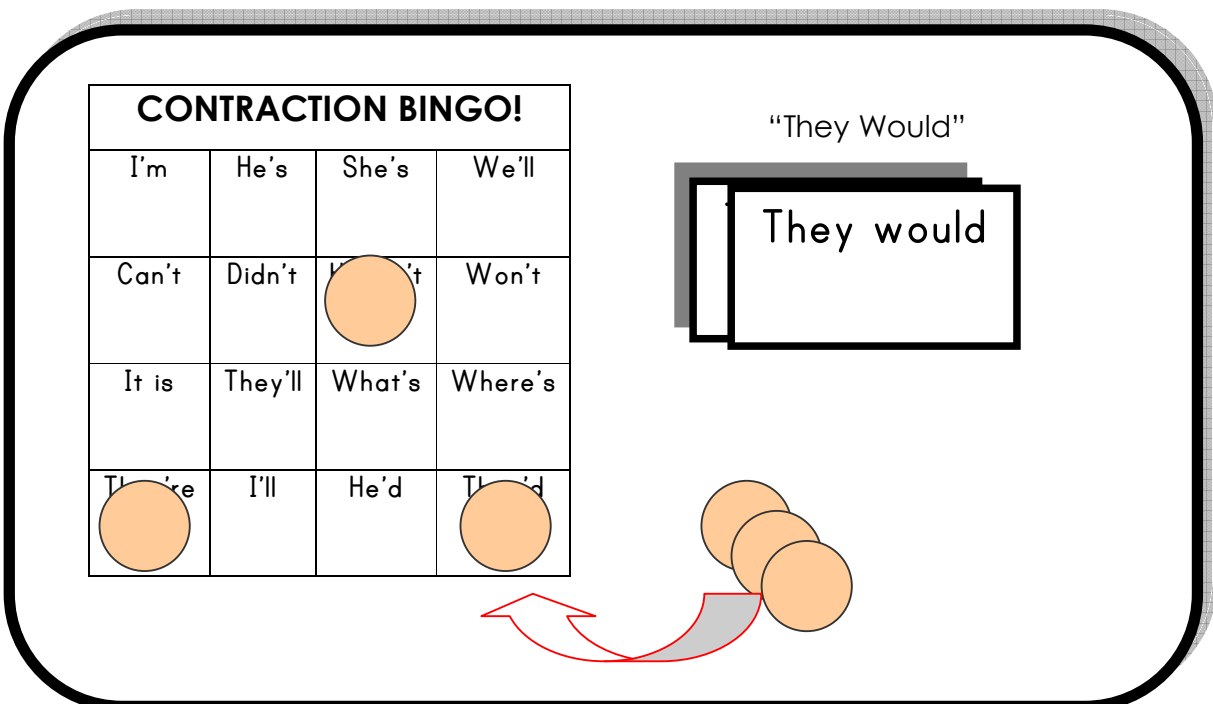 CONTRACTION BINGO!
“They Would”
I'm He's She's We'll
They would
Can't Didn't Won't
It is They'll What's Where's
I'll He'd